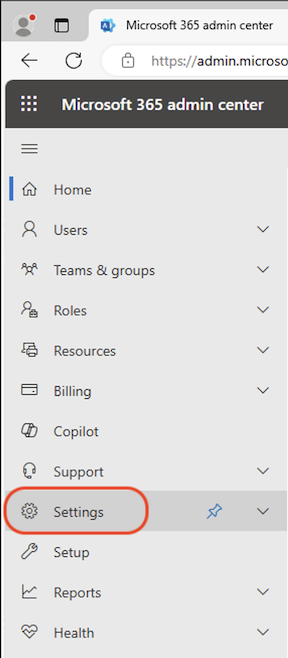 Microsoft 365 admin center
https://admin.microso
Microsoft 365 admin center
Home
Users
Teams & groups
Roles
Resources
Billing
Copilot
Support
Settings
Setup
Reports
Health